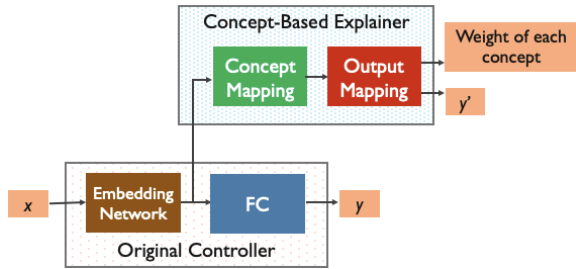 Concept-Based Explainer
Concept
Mapping
Output
Mapping
Weight of each
concept
y'
x
Embedding
Network
FC
y
Original Controller